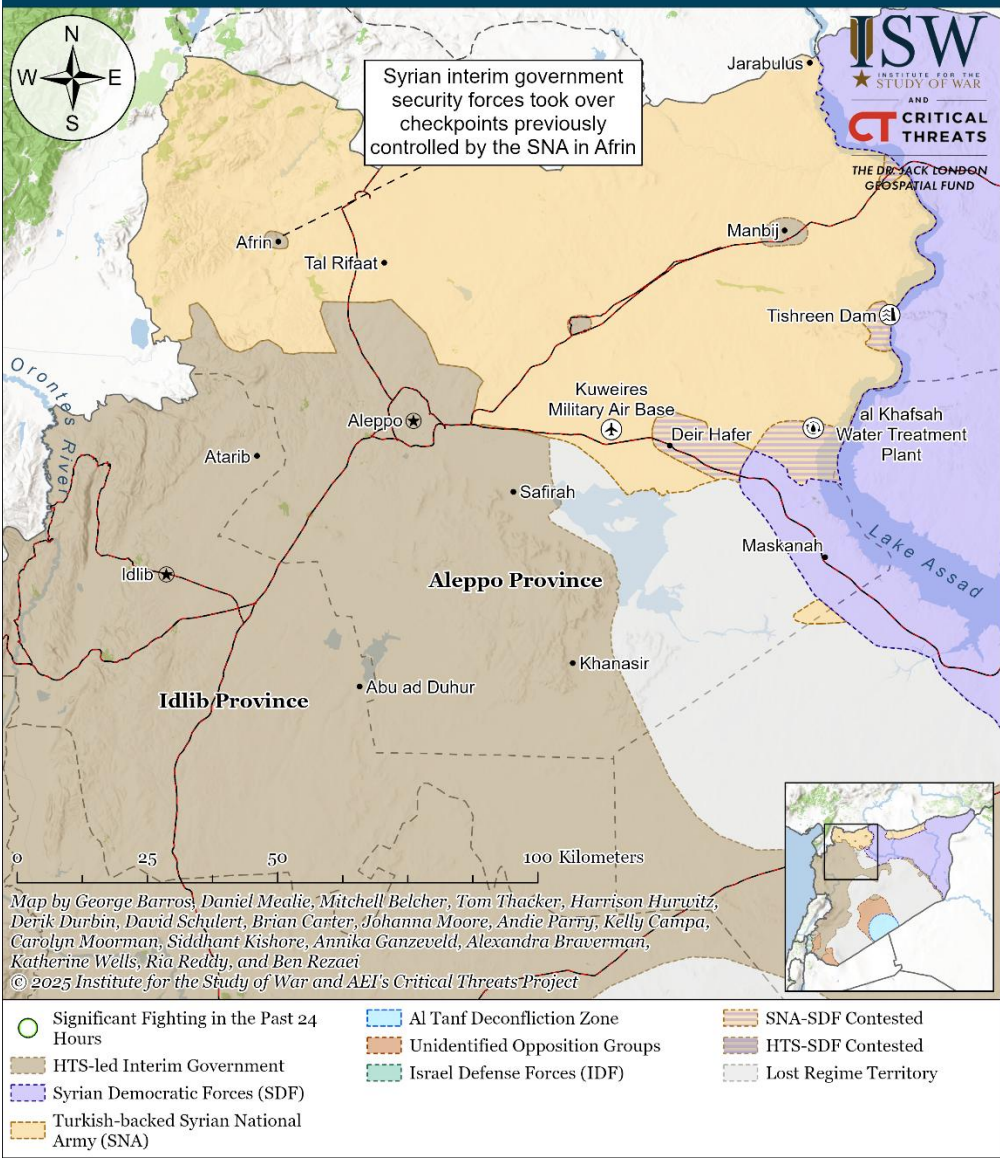 N
W E
S
Syrian interim government
security forces took over
checkpoints previously
controlled by the SNA in Afrin
ISW
INSTITUTE FOR THE
STUDY OF WAR
AND
CT CRITICAL
THREATS
THE DR. JACK LONDON
GEOSPATIAL FUND
Jarabulus
Afrin
Tal Rifaat
Manbij
Tishreen Dam
Orontes River
Kuweires
Military Air Base
al Khafsah
Water Treatment
Plant
Aleppo
Deir Hafer
Atarib
Safirah
Maskanah
Lake Assad
Idlib
Aleppo Province
Khanasir
Abu ad Duhur
Idlib Province
0 25 50 100 Kilometers
Map by George Barros, Daniel Mealie, Mitchell Belcher, Tom Thacker, Harrison Hurwitz,
Derik Durbin, David Schulert, Brian Carter, Johanna Moore, Andie Parry, Kelly Campa,
Carolyn Moorman, Siddhant Kishore, Annika Ganzeveld, Alexandra Braverman,
Katherine Wells, Ria Reddy, and Ben Rezaei
© 2025 Institute for the Study of War and AEI's Critical Threats Project
Significant Fighting in the Past 24
Hours
HTS-led Interim Government
Syrian Democratic Forces (SDF)
Turkish-backed Syrian National
Army (SNA)
Al Tanf Deconfliction Zone
Unidentified Opposition Groups
Israel Defense Forces (IDF)
SNA-SDF Contested
HTS-SDF Contested
Lost Regime Territory